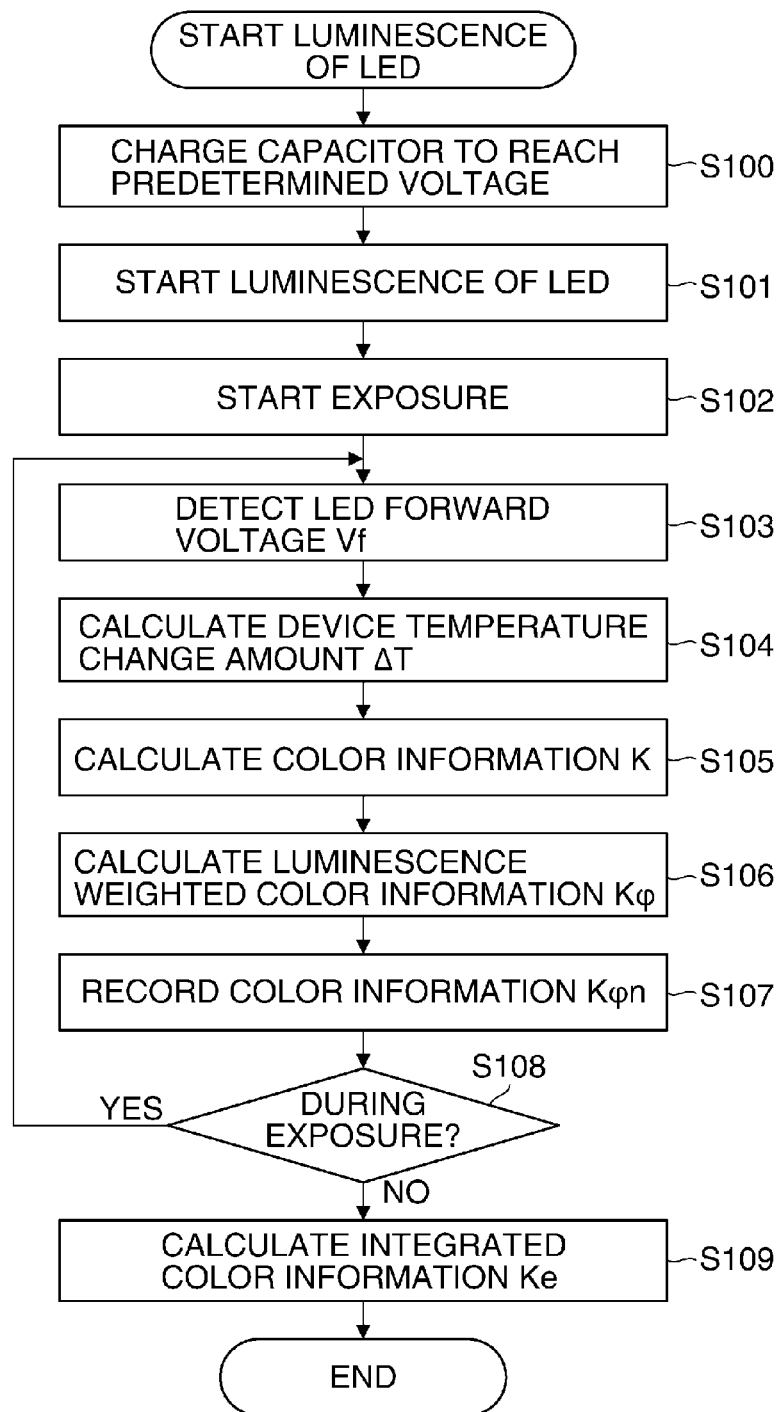 START LUMINESCENCE
OF LED
CHARGE CAPACITOR TO REACH
PREDETERMINED VOLTAGE
S100
START LUMINESCENCE OF LED
S101
START EXPOSURE
S102
DETECT LED FORWARD
VOLTAGE Vf
S103
CALCULATE DEVICE TEMPERATURE
CHANGE AMOUNT ΔT
S104
CALCULATE COLOR INFORMATION K
S105
CALCULATE LUMINESCENCE
WEIGHTED COLOR INFORMATION Kφ
S106
RECORD COLOR INFORMATION Kφn
S107
S108
YES
DURING
EXPOSURE?
NO
CALCULATE INTEGRATED
COLOR INFORMATION Ke
S109
END